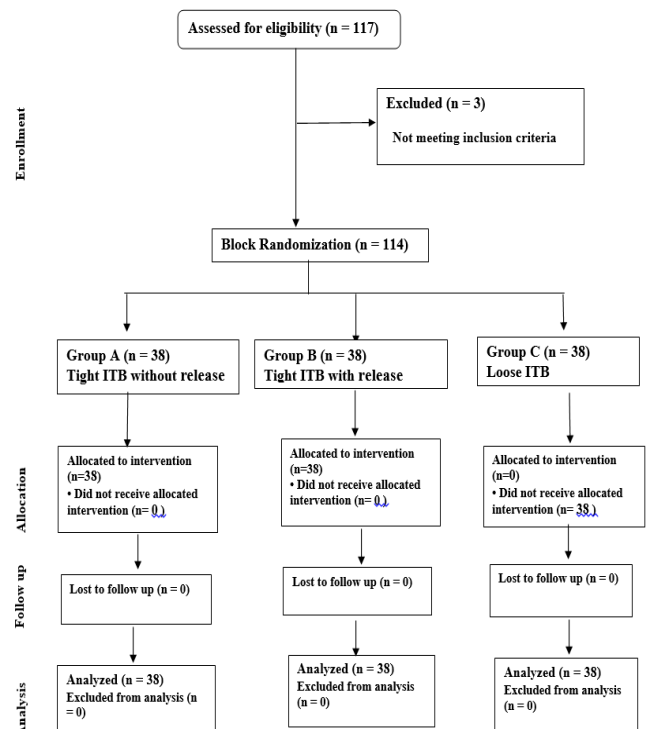 Assessed for eligibility (n = 117)
Enrollment
Excluded (n = 3)
Not meeting inclusion criteria
Block Randomization (n = 114)
Group A (n = 38)
Tight ITB without release
Group B (n = 38)
Tight ITB with release
Group C (n = 38)
Loose ITB
Allocation
Allocated to intervention
(n=38)
• Did not receive allocated
intervention (n= 0 )
Allocated to intervention
(n=38)
• Did not receive allocated
intervention (n= 0 )
Allocated to intervention
(n=0)
• Did not receive allocated
intervention (n= 38 )
Follow up
Lost to follow up (n = 0)
Lost to follow up (n = 0)
Lost to follow up (n = 0)
Analysis
Analyzed (n = 38)
Excluded from analysis (n
= 0)
Analyzed (n = 38)
Excluded from analysis
(n = 0)
Analyzed (n = 38)
Excluded from analysis
(n = 0)